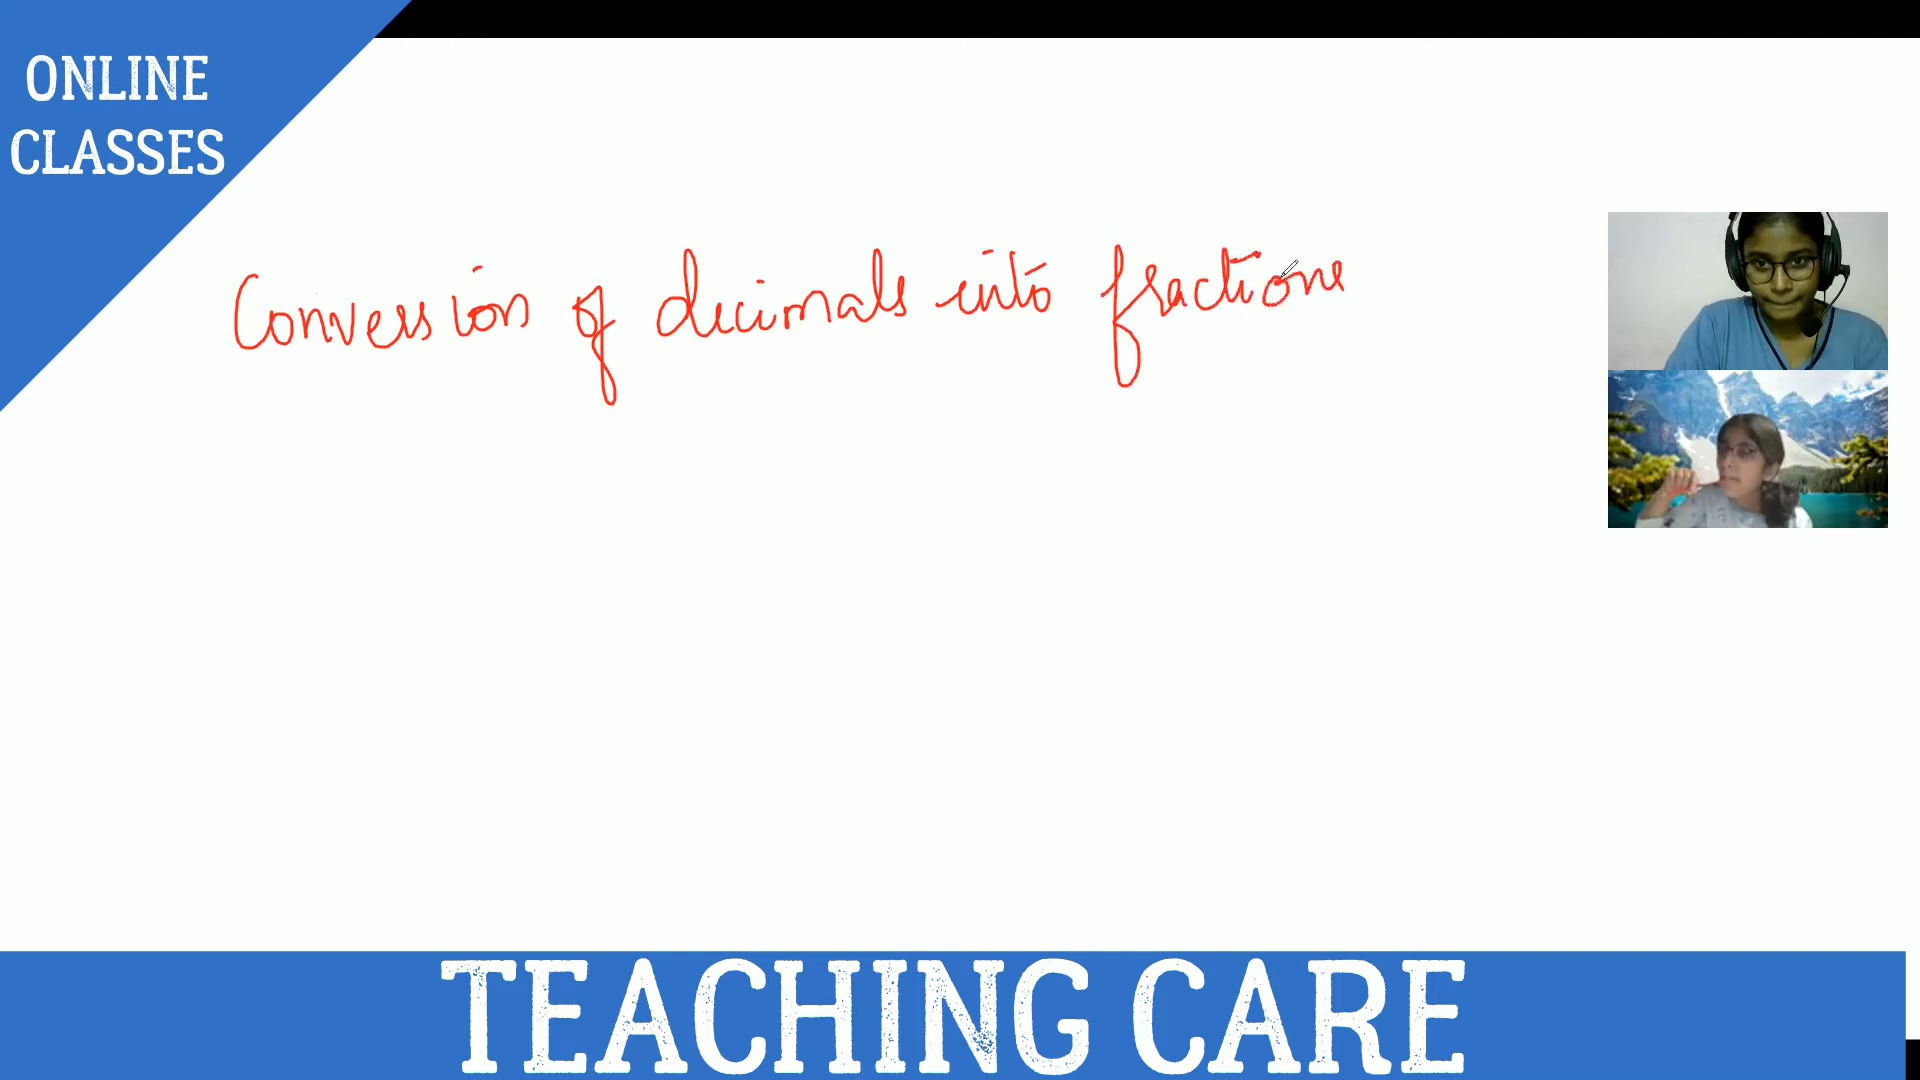 ONLINE
CLASSES
Conversion of decimals into fractions
TEACHING CARE